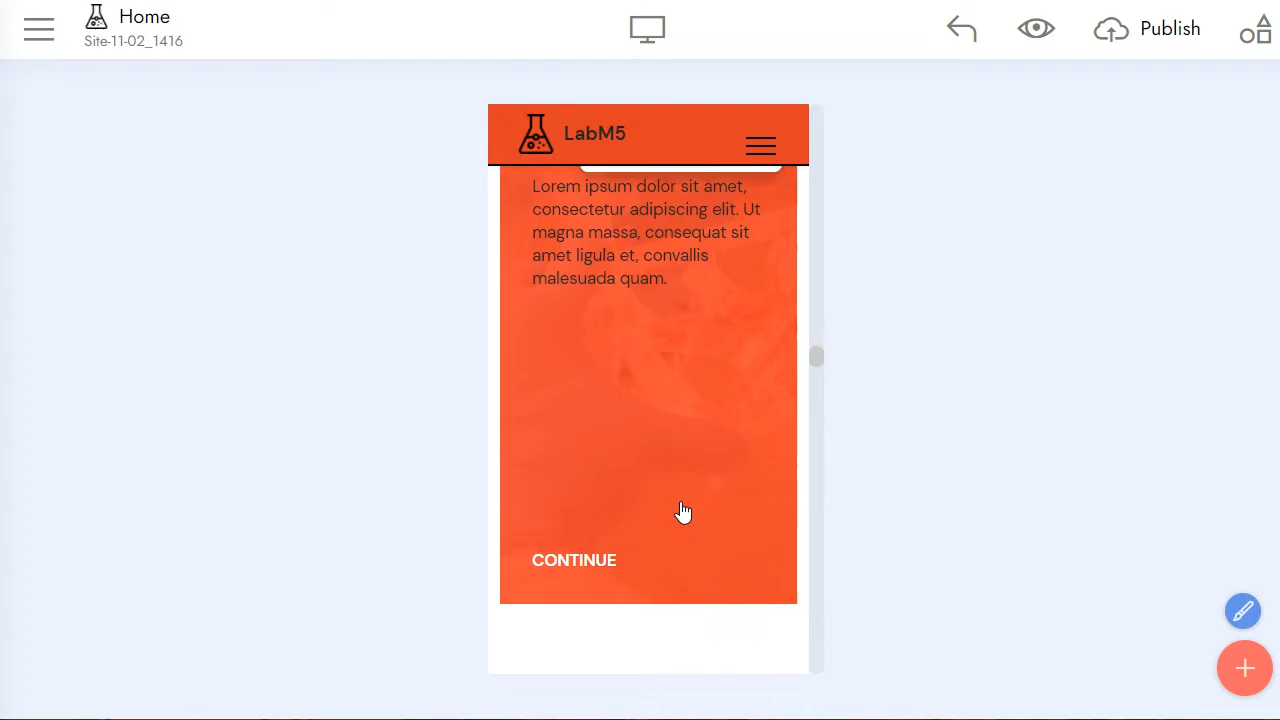 Home
Site-11-02_1416
Publish
LabM5
Lorem ipsum dolor sit amet,
consectetur adipiscing elit. Ut
magna massa, consequat sit
amet ligula et, convallis
malesuada quam.
CONTINUE